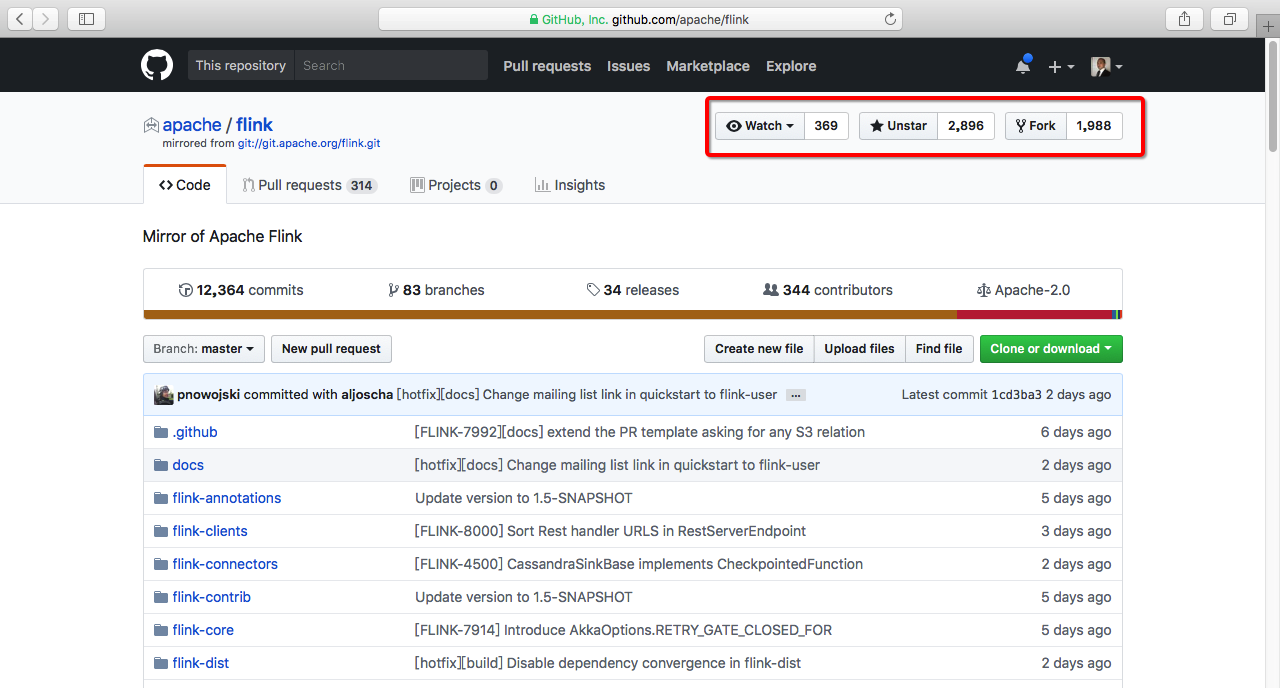 GitHub, Inc. github.com/apache/flink
This repository Search Pull requests Issues Marketplace Explore
apache / flink
Watch 369 Unstar 2,896 Fork 1,988
mirrored from git://git.apache.org/flink.git
Code Pull requests 314 Projects 0 Insights
Mirror of Apache Flink
12,364 commits 83 branches 34 releases 344 contributors Apache-2.0
Branch: master New pull request Create new file Upload files Find file Clone or download
pnowojski committed with aljoscha [hotfix][docs] Change mailing list link in quickstart to flink-user ... Latest commit 1cd3ba3 2 days ago
.github [FLINK-7992][docs] extend the PR template asking for any S3 relation 6 days ago
docs [hotfix][docs] Change mailing list link in quickstart to flink-user 2 days ago
flink-annotations Update version to 1.5-SNAPSHOT 5 days ago
flink-clients [FLINK-8000] Sort Rest handler URLS in RestServerEndpoint 3 days ago
flink-connectors [FLINK-4500] CassandraSinkBase implements CheckpointedFunction 2 days ago
flink-contrib Update version to 1.5-SNAPSHOT 5 days ago
flink-core [FLINK-7914] Introduce AkkaOptions.RETRY_GATE_CLOSED_FOR 5 days ago
flink-dist [hotfix][build] Disable dependency convergence in flink-dist 2 days ago